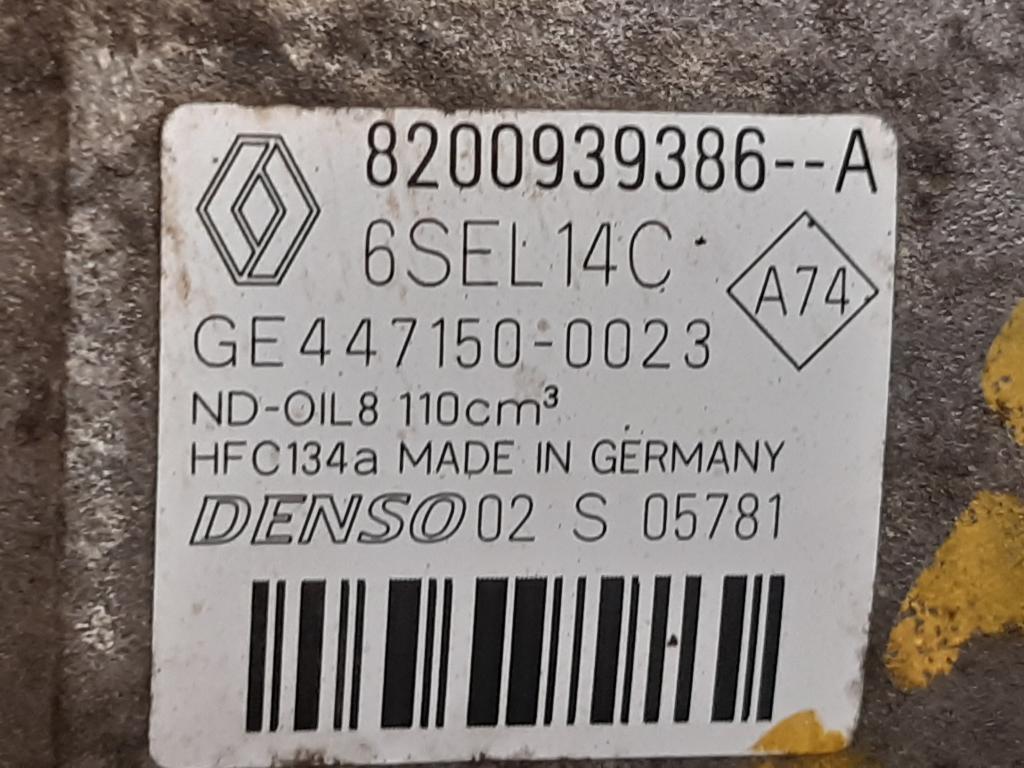 8200939386--A
6SEL14C
A74
GE447150-0023
ND-OIL8 110cm³
HFC134a MADE IN GERMANY
DENSO 02 S 05781